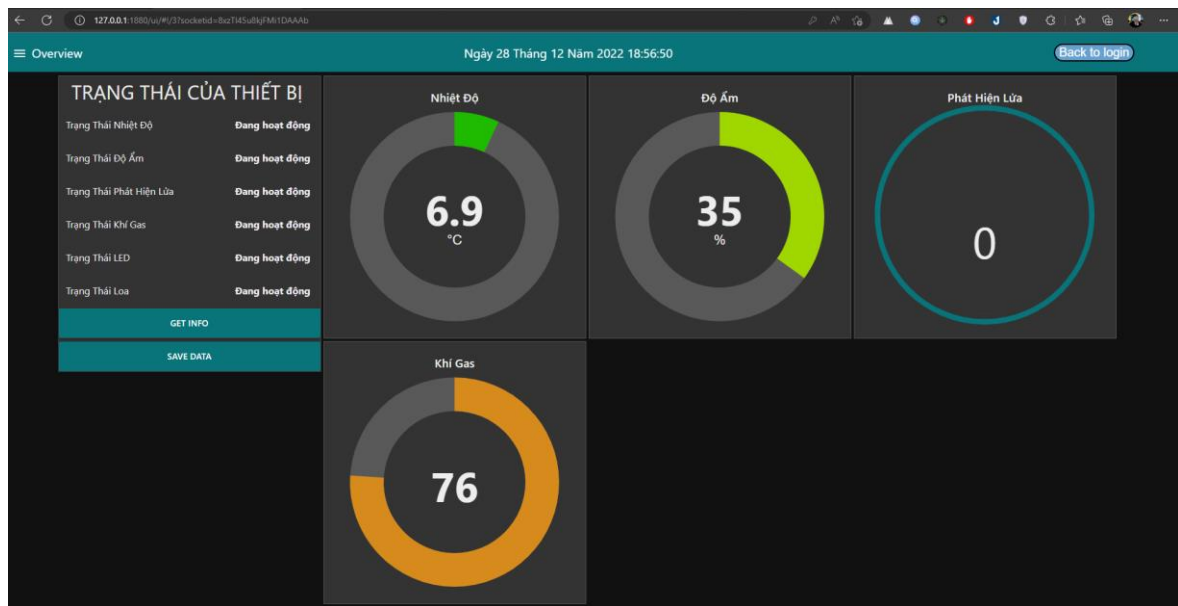 127.0.0.1:1880/ui/#!/3?socketid=8xzTl4Su8kjFMi1DAAAb
Overview
Ngày 28 Tháng 12 Năm 2022 18:56:50
Back to login
TRẠNG THÁI CỦA THIẾT BỊ
Trạng Thái Nhiệt Độ Đang hoạt động
Trạng Thái Độ Ẩm Đang hoạt động
Trạng Thái Phát Hiện Lửa Đang hoạt động
Trạng Thái Khí Gas Đang hoạt động
Trạng Thái LED Đang hoạt động
Trạng Thái Loa Đang hoạt động
GET INFO
SAVE DATA
Nhiệt Độ
6.9
°C
Độ Ẩm
35
%
Phát Hiện Lửa
0
Khí Gas
76